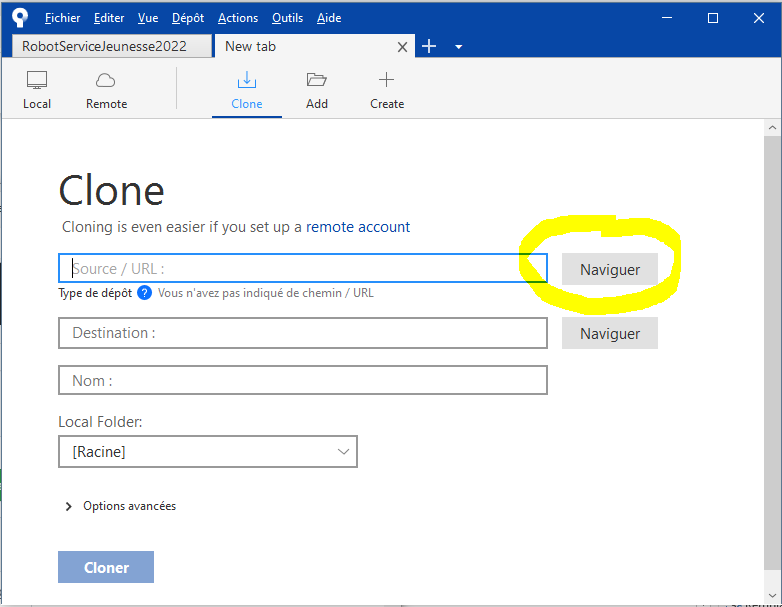 Fichier Editer Vue Dépôt Actions Outils Aide
RobotServiceJeunesse2022 New tab
Local Remote Clone Add Create
Clone
Cloning is even easier if you set up a remote account
Source / URL : Naviguer
Type de dépôt ? Vous n'avez pas indiqué de chemin / URL
Destination : Naviguer
Nom :
Local Folder:
[Racine]
Options avancées
Cloner